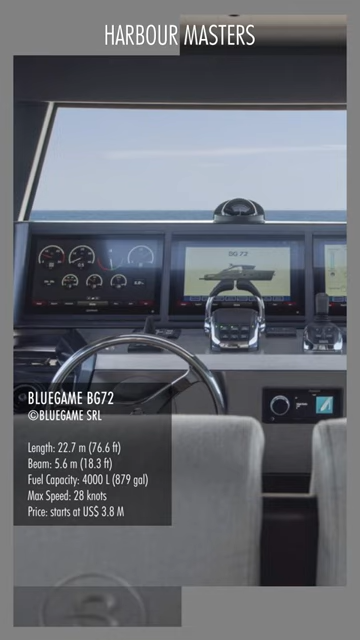 HARBOUR MASTERS
BG72
BLUEGAME BG72
©BLUEGAME SRL
Length: 22.7 m (76.6 ft)
Beam: 5.6 m (18.3 ft)
Fuel Capacity: 4000 L (879 gal)
Max Speed: 28 knots
Price: starts at US$ 3.8 M